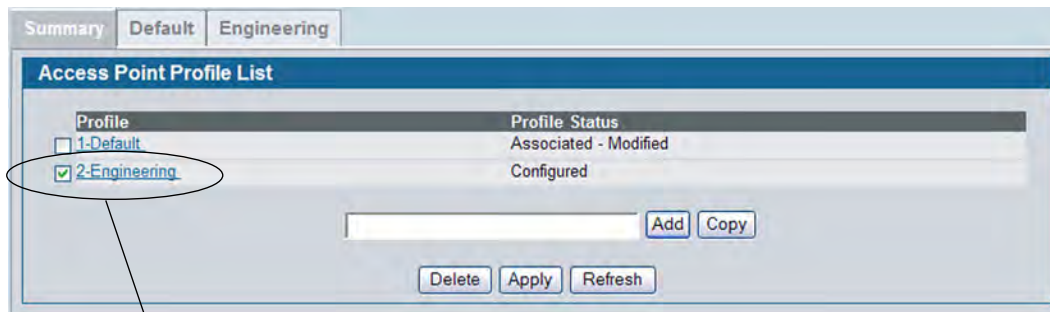 Summary Default Engineering
Access Point Profile List
Profile Profile Status
1-Default Associated - Modified
2-Engineering Configured
Add Copy
Delete Apply Refresh